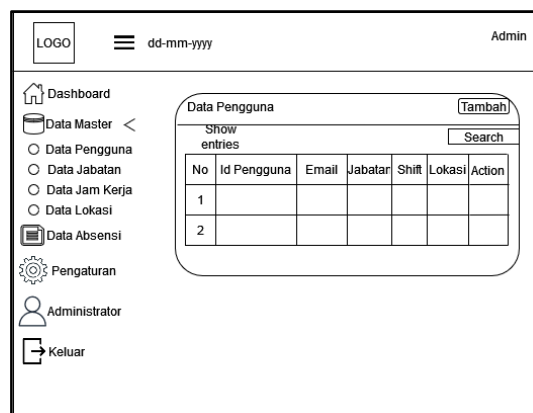 LOGO
dd-mm-yyyy
Admin
Dashboard
Data Master
Data Pengguna
Data Jabatan
Data Jam Kerja
Data Lokasi
Data Absensi
Pengaturan
Administrator
Keluar
Data Pengguna
Tambah
Show
entries
Search
No Id Pengguna Email Jabatan Shift Lokasi Action
1
2